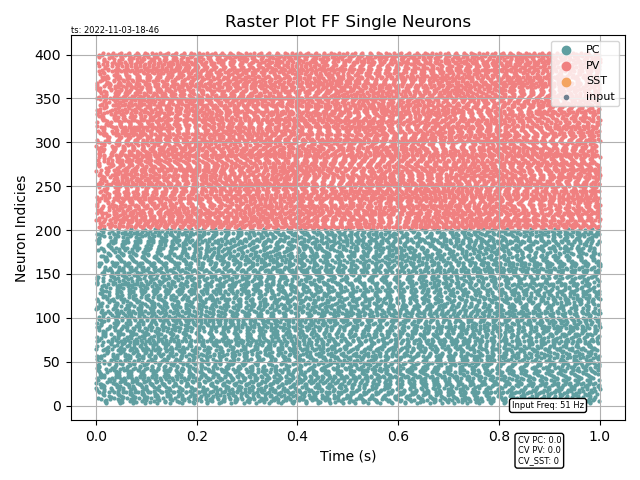 Raster Plot FF Single Neurons
ts: 2022-11-03-18-46
PC
PV
SST
input
400
350
300
250
200
150
100
50
0
Neuron Indicies
Input Freq: 51 Hz
0.0 0.2 0.4 0.6 0.8 1.0
Time (s)
CV PC: 0.0
CV PV: 0.0
CV_SST: 0